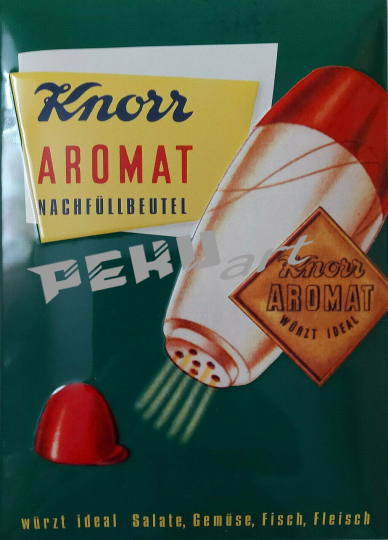 Knorr
AROMAT
NACHFÜLLBEUTEL
PEKUart
Knorr
AROMAT
WÜRZT IDEAL
würzt ideal Salate, Gemüse, Fisch, Fleisch